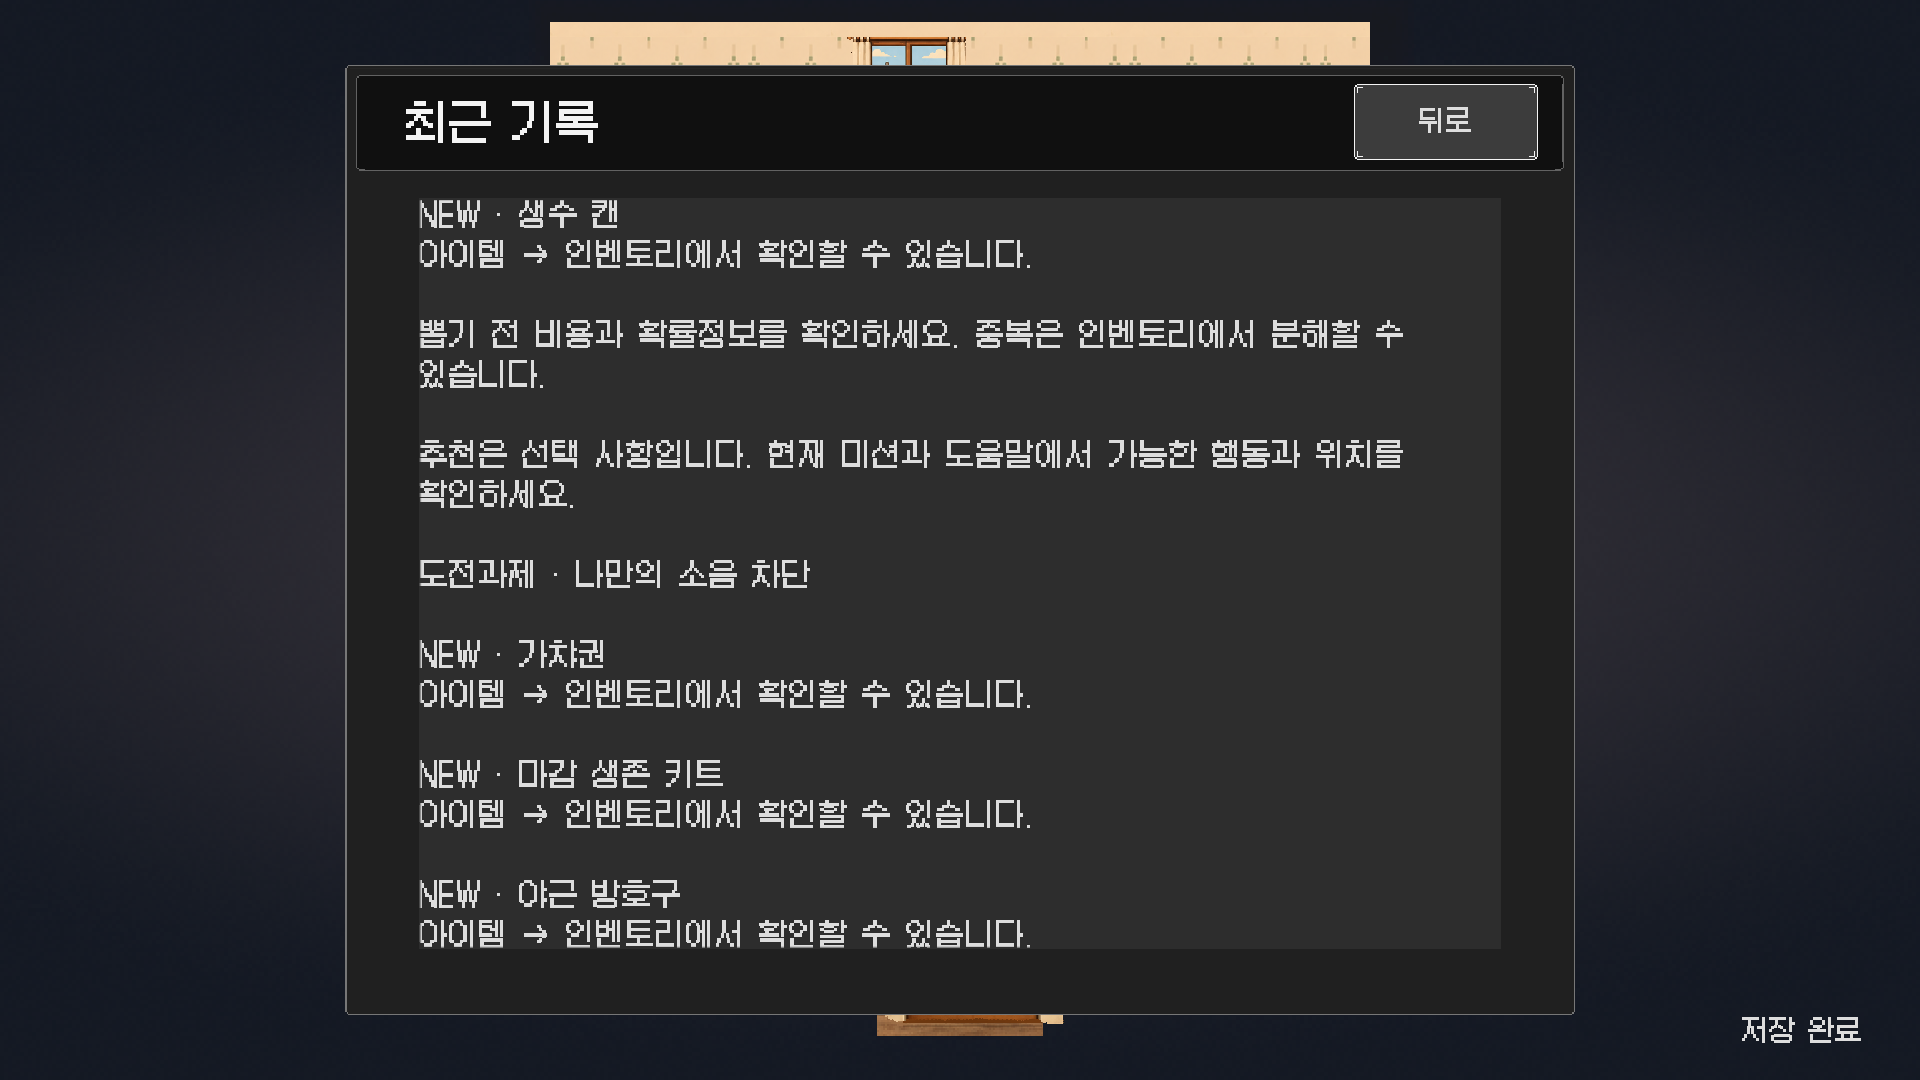 최근 기록
뒤로
NEW · 생수 캔
아이템 → 인벤토리에서 확인할 수 있습니다.
뽑기 전 비용과 확률정보를 확인하세요. 중복은 인벤토리에서 분해할 수
있습니다.
추천은 선택 사항입니다. 현재 미션과 도움말에서 가능한 행동과 위치를
확인하세요.
도전과제 · 나만의 소음 차단
NEW · 가챠권
아이템 → 인벤토리에서 확인할 수 있습니다.
NEW · 마감 생존 키트
아이템 → 인벤토리에서 확인할 수 있습니다.
NEW · 야근 방호구
아이템 → 인벤토리에서 확인할 수 있습니다.
저장 완료